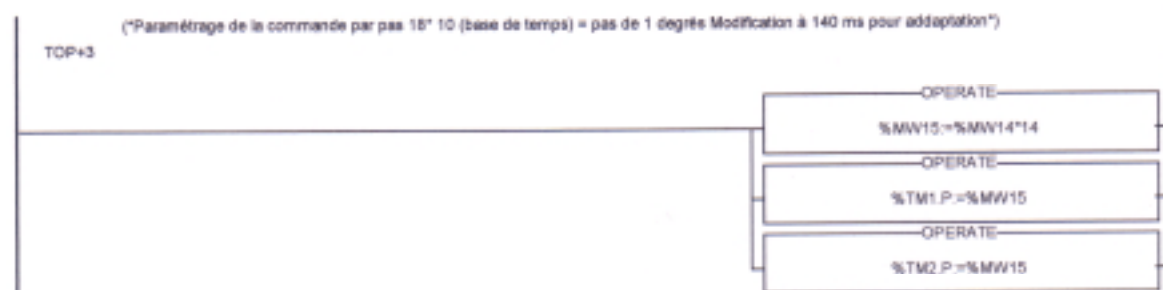 (*Paramétrage de la commande par pas 18* 10 (base de temps) = pas de 1 degrés Modification à 140 ms pour addaptation*)
TOP+3
OPERATE
%MW15:=%MW14*14
OPERATE
%TM1.P:=%MW15
OPERATE
%TM2.P:=%MW15